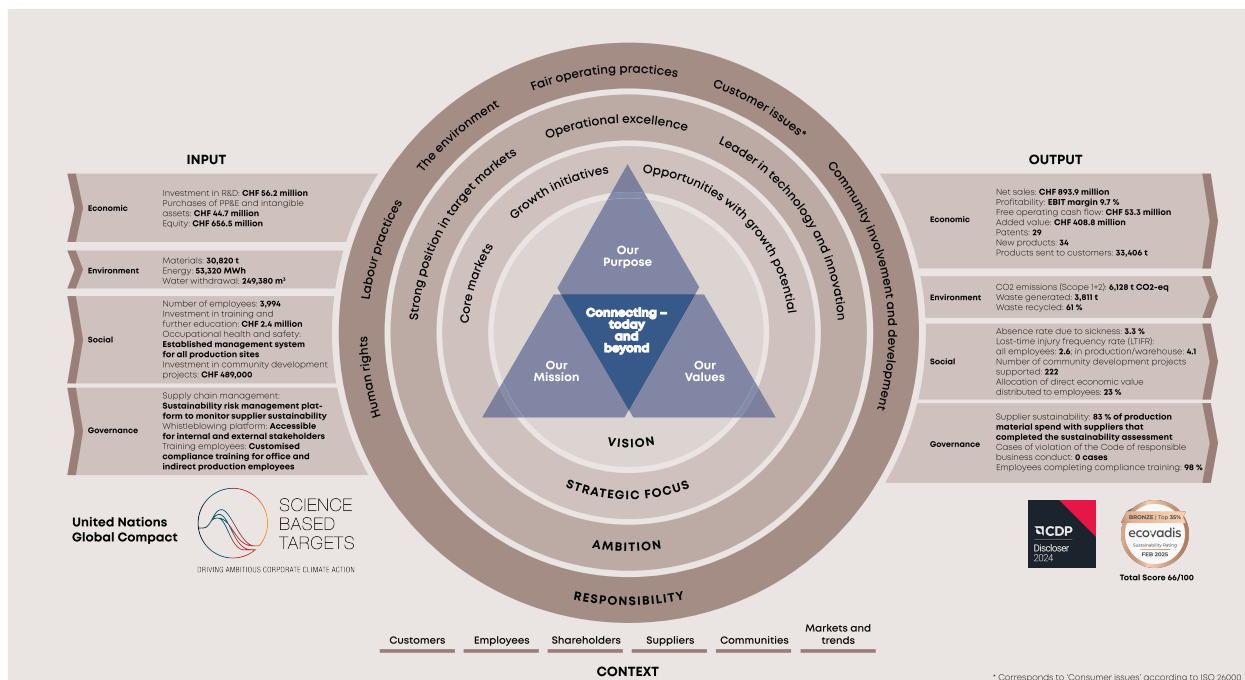 INPUT
Economic
Investment in R&D: CHF 56.2 million
Purchases of PP&E and intangible
assets: CHF 44.7 million
Equity: CHF 656.5 million
Environment
Materials: 30,820 t
Energy: 53,320 MWh
Water withdrawal: 249,380 m³
Social
Number of employees: 3,994
Investment in training and
further education: CHF 2.4 million
Occupational health and safety:
Established management system
for all production sites
Investment in community development
projects: CHF 489,000
Governance
Supply chain management:
Sustainability risk management plat-
form to monitor supplier sustainability
Whistleblowing platform: Accessible
for internal and external stakeholders
Training employees: Customised
compliance training for office and
indirect production employees
United Nations
Global Compact
SCIENCE
BASED
TARGETS
DRIVING AMBITIOUS CORPORATE CLIMATE ACTION
Human rights
Labour practices
The environment
Fair operating practices
Customer issues*
Community involvement and development
Strong position in target markets
Operational excellence
Leader in technology and innovation
Core markets
Growth initiatives
Opportunities with growth potential
Our
Purpose
Connecting –
today
and
beyond
Our
Mission
Our
Values
VISION
STRATEGIC FOCUS
AMBITION
RESPONSIBILITY
Customers
Employees
Shareholders
Suppliers
Communities
Markets and
trends
CONTEXT
OUTPUT
Economic
Net sales: CHF 893.9 million
Profitability: EBIT margin 9.7 %
Free operating cash flow: CHF 53.3 million
Added value: CHF 408.8 million
Patents: 29
New products: 34
Products sent to customers: 33,406 t
Environment
CO2 emissions (Scope 1+2): 6,128 t CO2-eq
Waste generated: 3,811 t
Waste recycled: 61 %
Social
Absence rate due to sickness: 3.3 %
Lost-time injury frequency rate (LTIFR):
all employees: 2.6; in production/warehouse: 4.1
Number of community development projects
supported: 222
Allocation of direct economic value
distributed to employees: 23 %
Governance
Supplier sustainability: 83 % of production
material spend with suppliers that
completed the sustainability assessment
Cases of violation of the Code of responsible
business conduct: 0 cases
Employees completing compliance training: 98 %
CDP
Discloser
2024
BRONZE | Top 35%
ecovadis
Sustainability Rating
FEB 2025
Total Score 66/100
* Corresponds to 'Consumer issues' according to ISO 26000